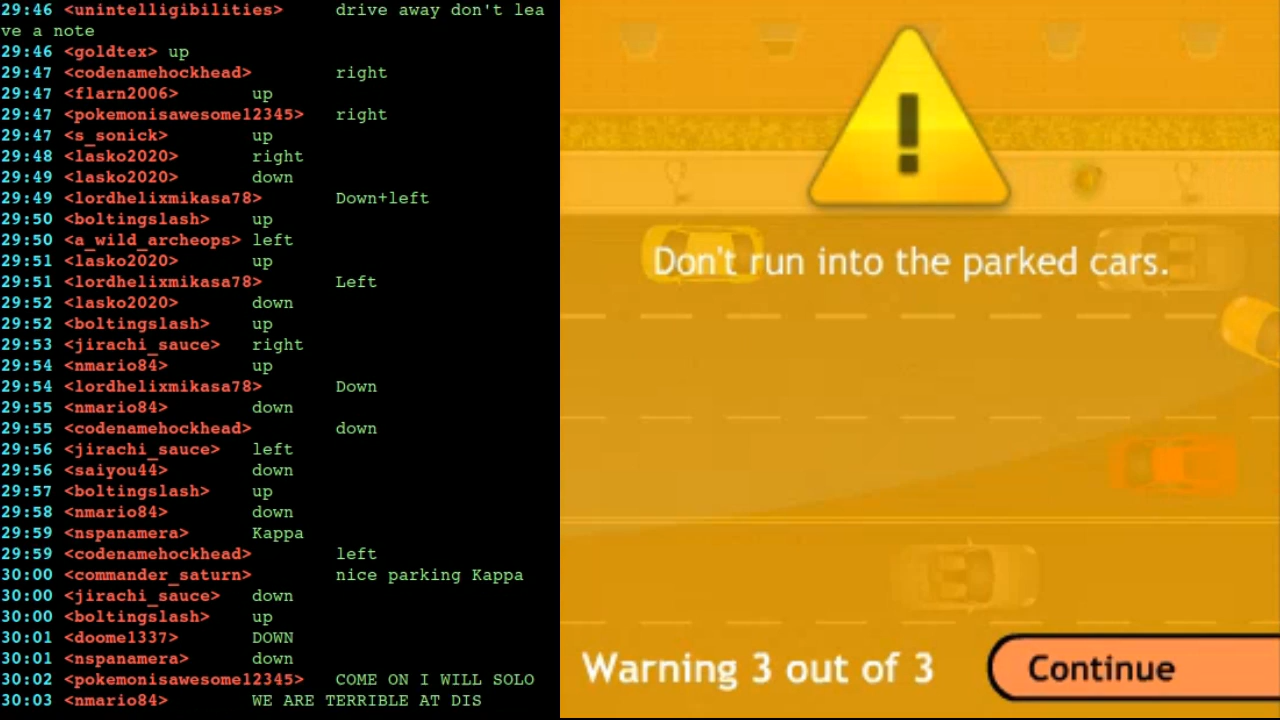 29:46 <unintelligibilities> drive away don't lea
ve a note
29:46 <goldtex> up
29:47 <codenamehockhead> right
29:47 <flarn2006> up
29:47 <pokemonisawesome12345> right
29:47 <s_sonick> up
29:48 <lasko2020> right
29:49 <lasko2020> down
29:49 <lordhelixmikasa78> Down+left
29:50 <boltingslash> up
29:50 <a_wild_archeops> left
29:51 <lasko2020> up
29:51 <lordhelixmikasa78> Left
29:52 <lasko2020> down
29:52 <boltingslash> up
29:53 <jirachi_sauce> right
29:54 <nmario84> up
29:54 <lordhelixmikasa78> Down
29:55 <nmario84> down
29:55 <codenamehockhead> down
29:56 <jirachi_sauce> left
29:56 <saiyou44> down
29:57 <boltingslash> up
29:58 <nmario84> down
29:59 <nspanamera> Kappa
29:59 <codenamehockhead> left
30:00 <commander_saturn> nice parking Kappa
30:00 <jirachi_sauce> down
30:00 <boltingslash> up
30:01 <doome1337> DOWN
30:01 <nspanamera> down
30:02 <pokemonisawesome12345> COME ON I WILL SOLO
30:03 <nmario84> WE ARE TERRIBLE AT DIS
!
Don't run into the parked cars.
Warning 3 out of 3
Continue